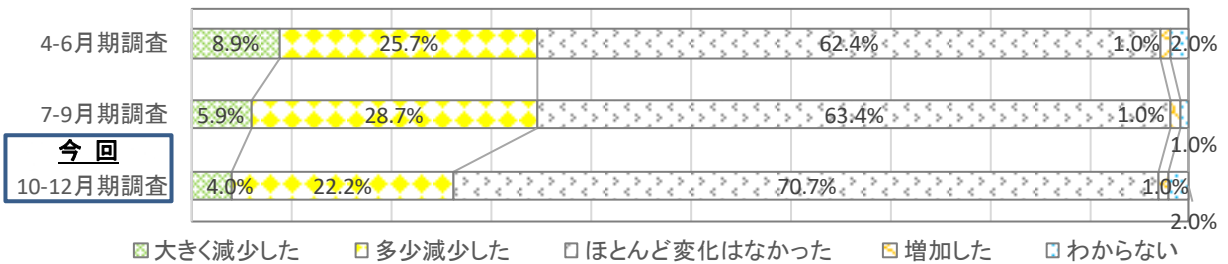 4-6月期調査 8.9% 25.7% 62.4% 1.0% 2.0%
7-9月期調査 5.9% 28.7% 63.4% 1.0%
1.0%
今 回
10-12月期調査 4.0% 22.2% 70.7% 1.0%
2.0%
大きく減少した 多少減少した ほとんど変化はなかった 増加した わからない